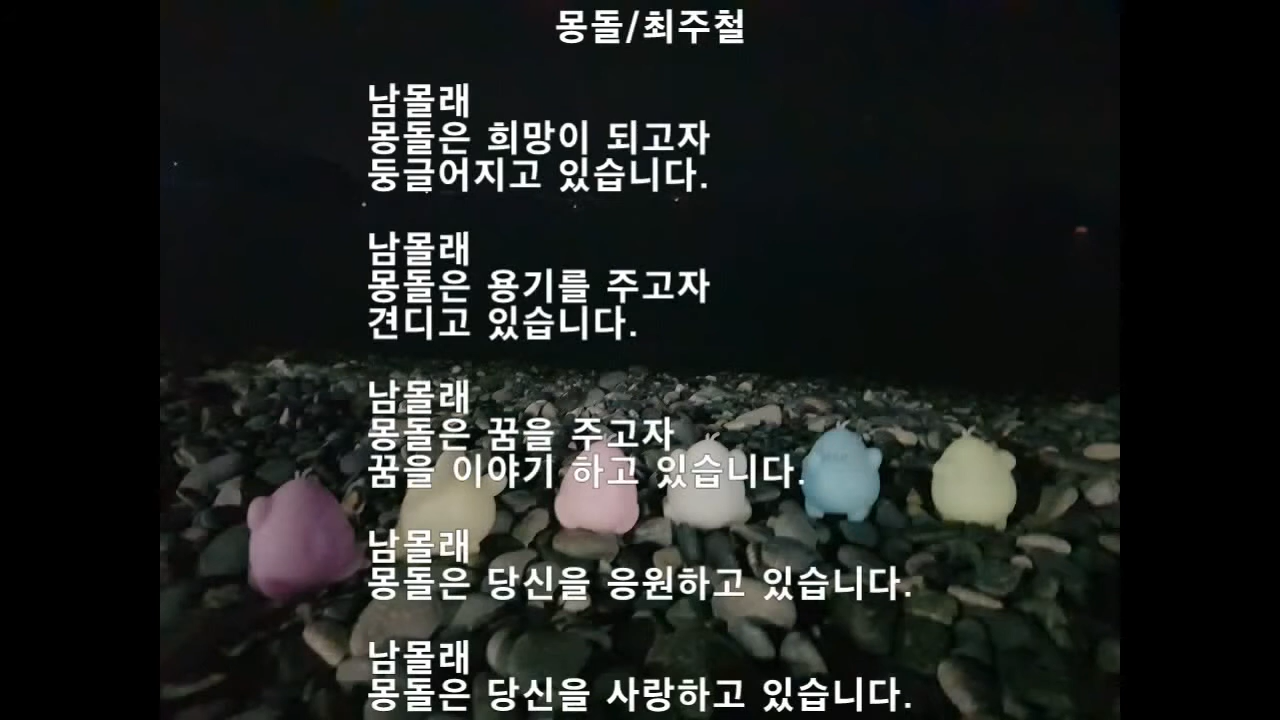 몽돌/최주철
남몰래
몽돌은 희망이 되고자
둥글어지고 있습니다.
남몰래
몽돌은 용기를 주고자
견디고 있습니다.
남몰래
몽돌은 꿈을 주고자
꿈을 이야기 하고 있습니다.
남몰래
몽돌은 당신을 응원하고 있습니다.
남몰래
몽돌은 당신을 사랑하고 있습니다.